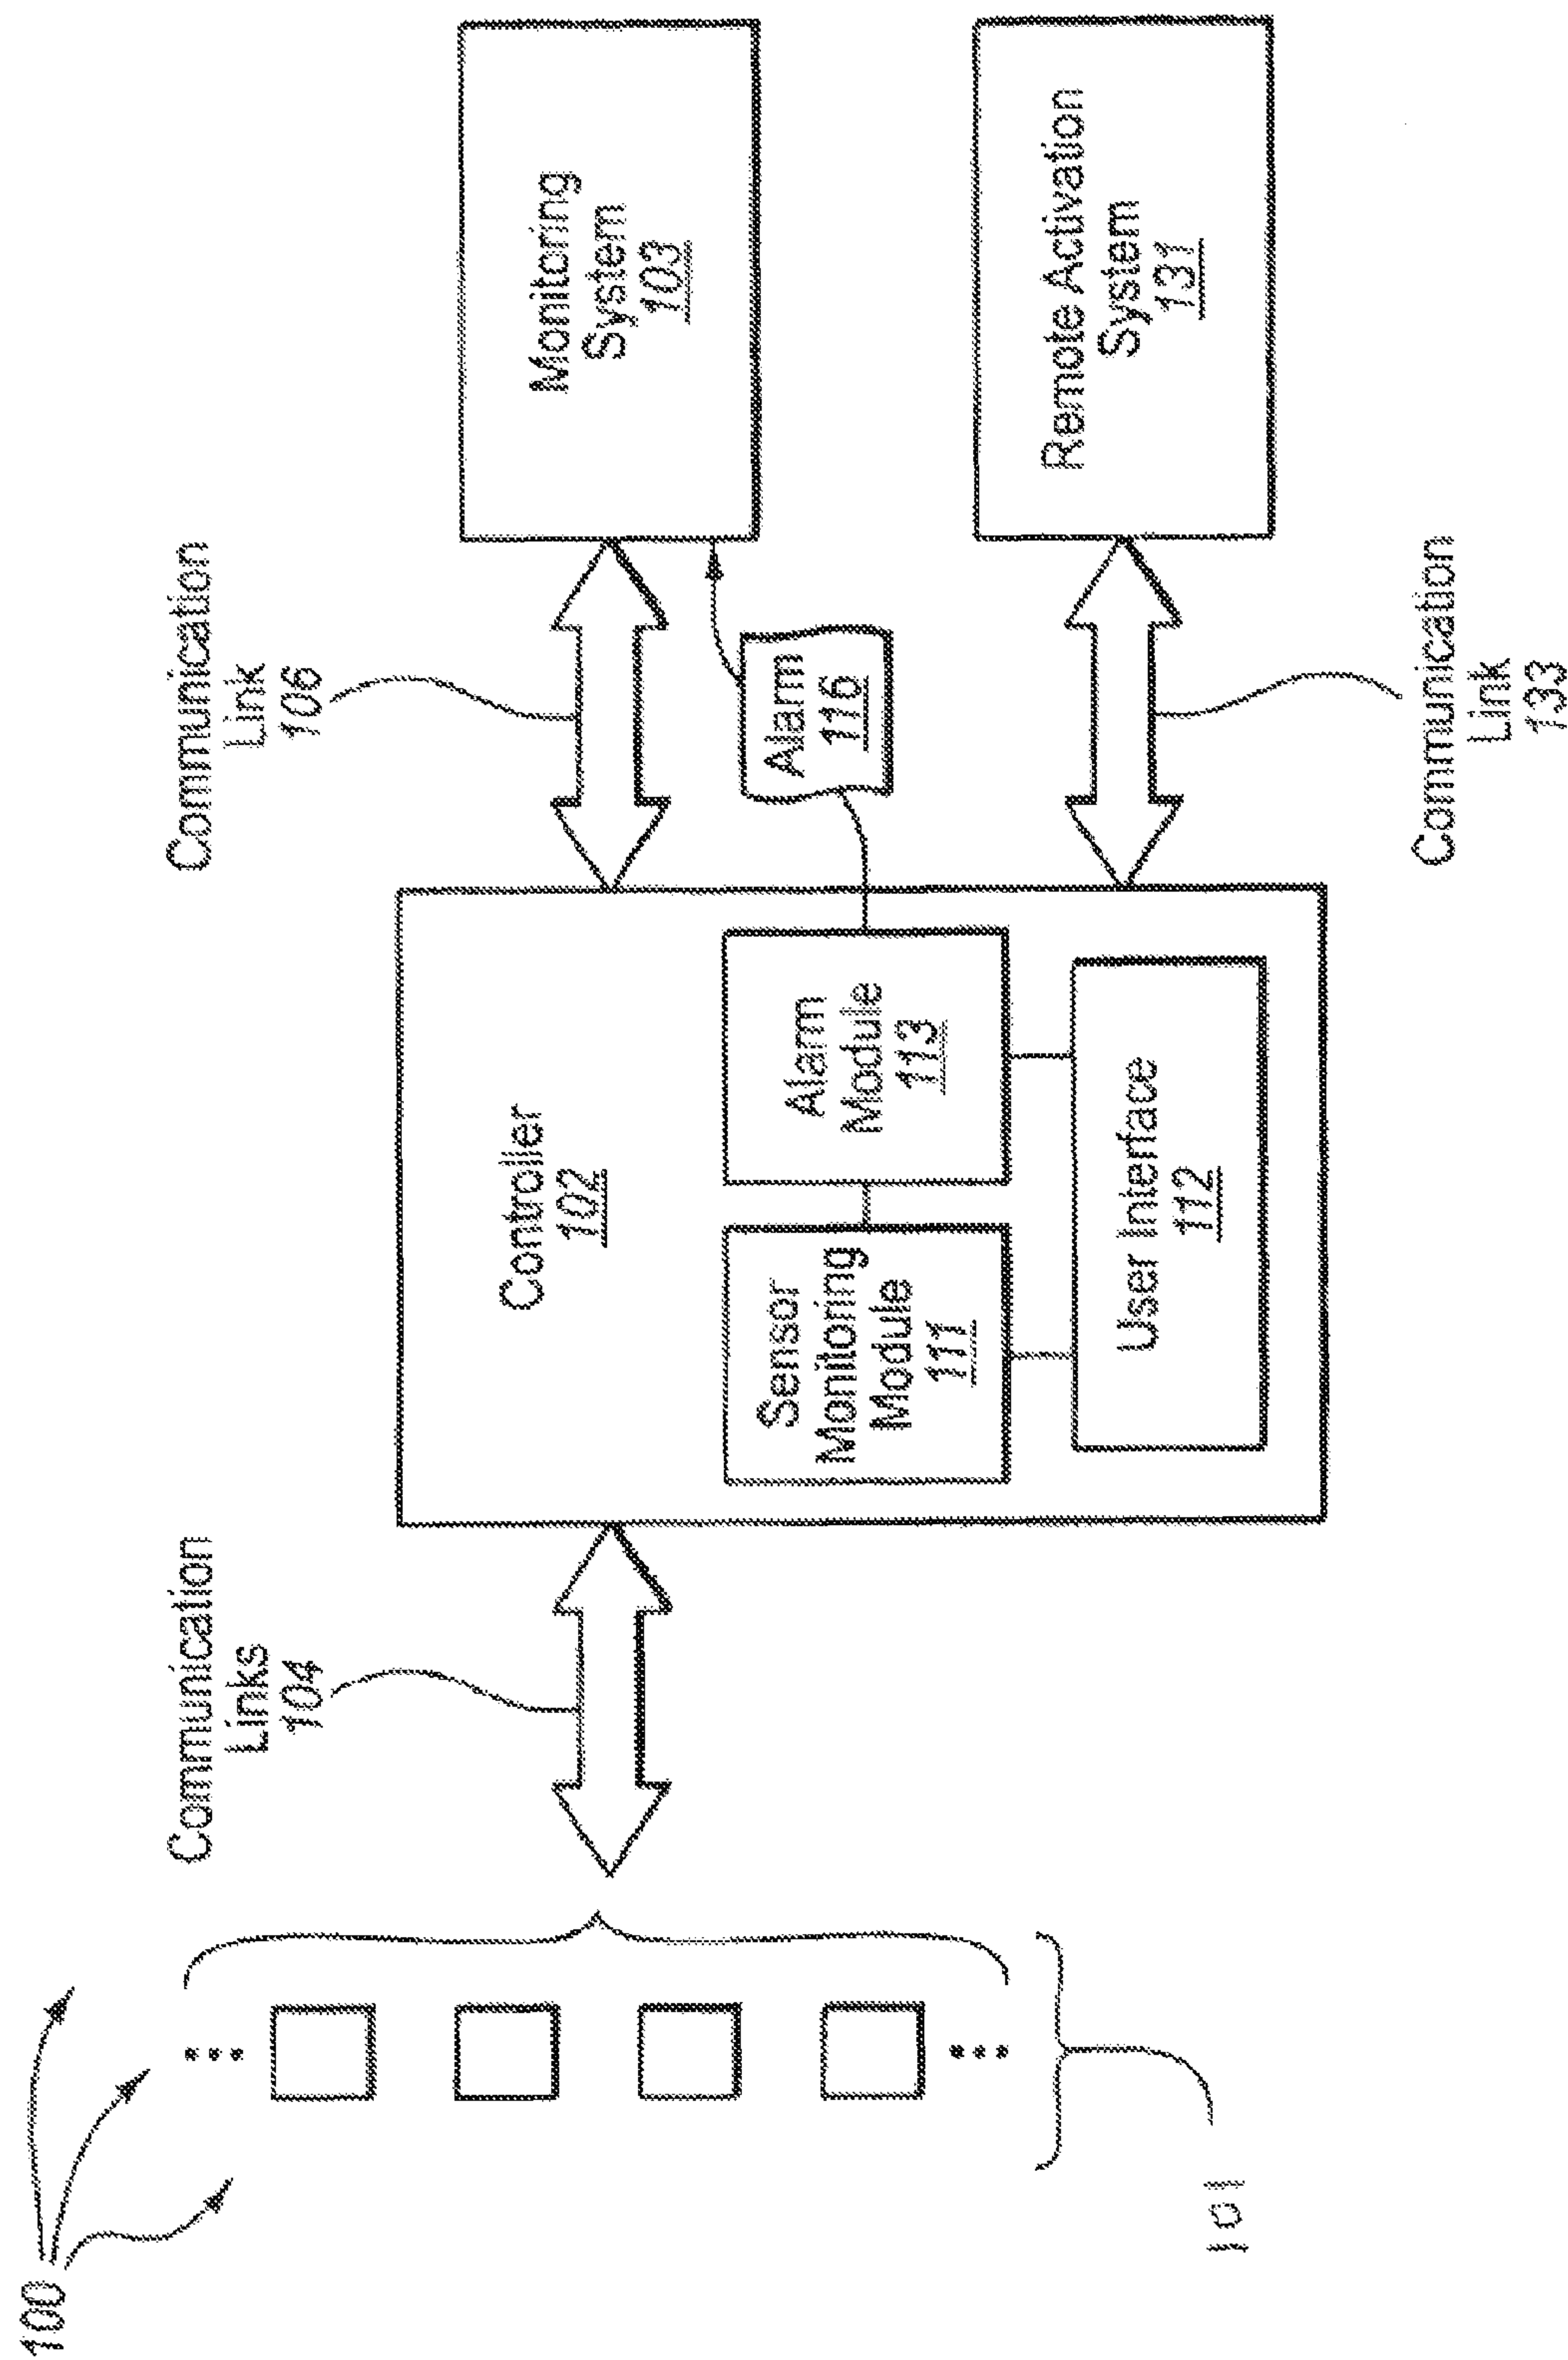 100
101
Communication
Links
104
Controller
102
Sensor
Monitoring
Module
111
Alarm
Module
113
User Interface
112
Communication
Link
106
Alarm
116
Communication
Link
133
Monitoring
System
103
Remote Activation
System
131